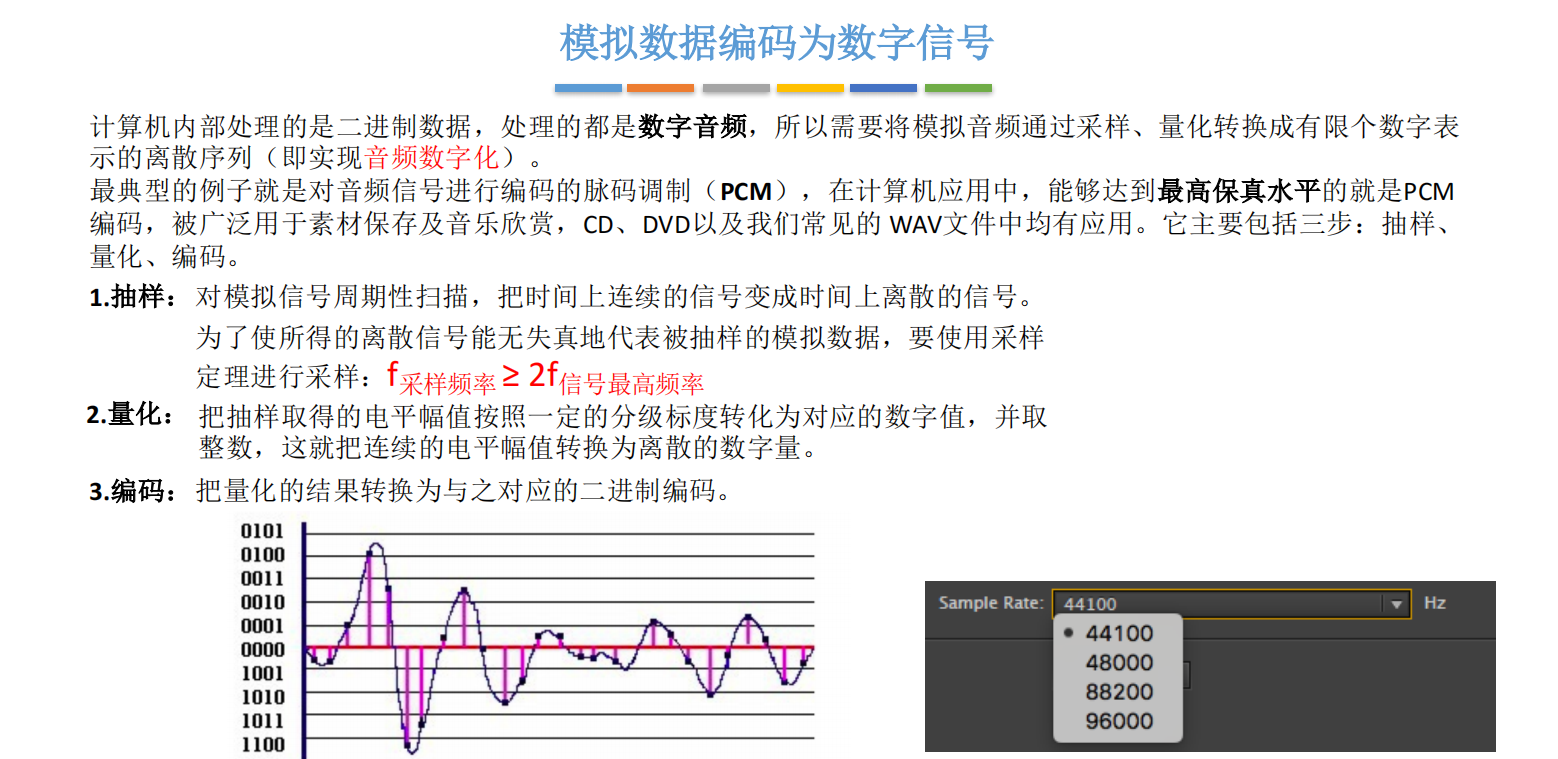 模拟数据编码为数字信号
计算机内部处理的是二进制数据，处理的都是数字音频，所以需要将模拟音频通过采样、量化转换成有限个数字表
示的离散序列（即实现音频数字化）。
最典型的例子就是对音频信号进行编码的脉码调制（PCM），在计算机应用中，能够达到最高保真水平的就是PCM
编码，被广泛用于素材保存及音乐欣赏，CD、DVD以及我们常见的 WAV文件中均有应用。它主要包括三步：抽样、
量化、编码。
1.抽样：对模拟信号周期性扫描，把时间上连续的信号变成时间上离散的信号。
为了使所得的离散信号能无失真地代表被抽样的模拟数据，要使用采样
定理进行采样：f采样频率 ≥ 2f信号最高频率
2.量化：把抽样取得的电平幅值按照一定的分级标度转化为对应的数字值，并取
整数，这就把连续的电平幅值转换为离散的数字量。
3.编码：把量化的结果转换为与之对应的二进制编码。
0101
0100
0011
0010
0001
0000
1001
1010
1011
1100
Sample Rate: 44100 Hz
44100
48000
88200
96000